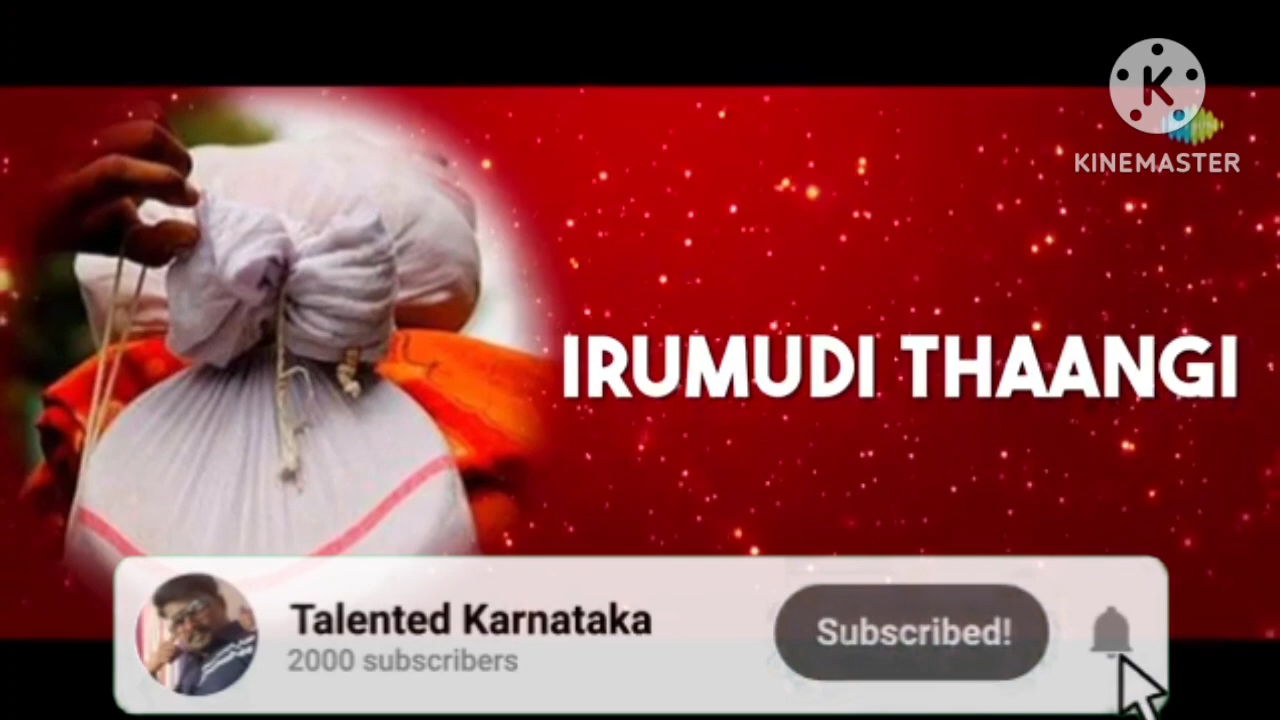 K
KINEMASTER
IRUMUDI THAANGI
Talented Karnataka
2000 subscribers
Subscribed!